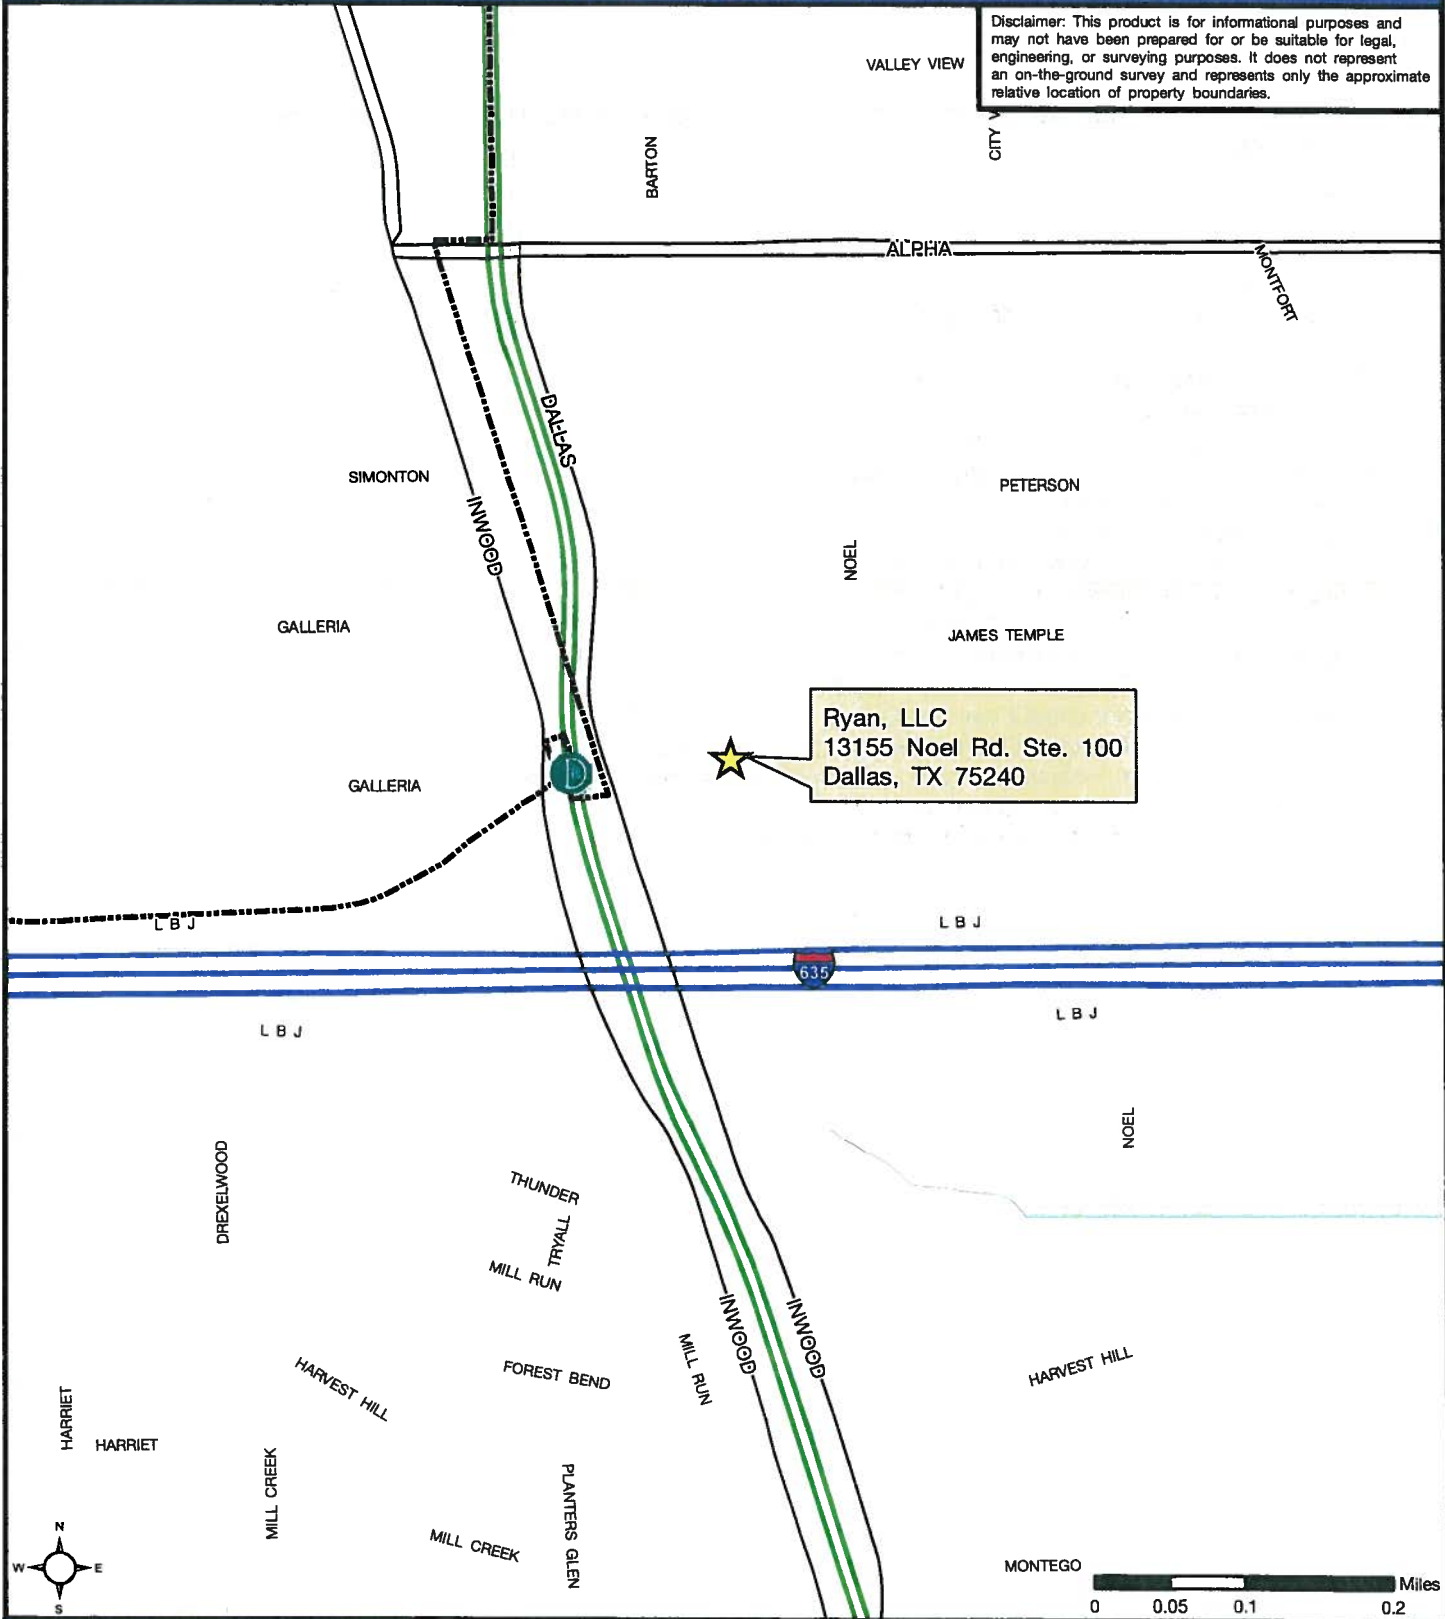 Disclaimer: This product is for informational purposes and
may not have been prepared for or be suitable for legal,
engineering, or surveying purposes. It does not represent
an on-the-ground survey and represents only the approximate
relative location of property boundaries.
VALLEY VIEW
CITY V
BARTON
ALPHA
MONTFORT
DALLAS
SIMONTON
PETERSON
INWOOD
NOEL
GALLERIA
JAMES TEMPLE
Ryan, LLC
13155 Noel Rd. Ste. 100
Dallas, TX 75240
GALLERIA
D
L B J
L B J
635
L B J
L B J
NOEL
DREXELWOOD
THUNDER
TRYALL
MILL RUN
INWOOD
INWOOD
MILL RUN
HARVEST HILL
FOREST BEND
HARVEST HILL
HARRIET
HARRIET
MILL CREEK
PLANTERS GLEN
MILL CREEK
MONTEGO
N
W E
S
Miles
0 0.05 0.1 0.2